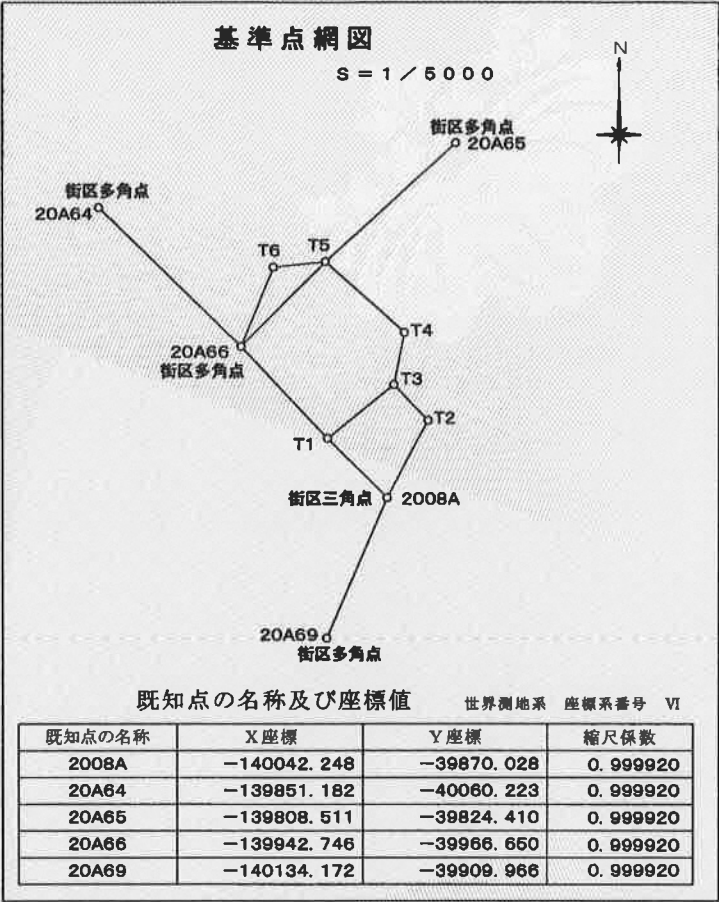 基準点網図
S=1/5000
N
街区多角点
20A65
街区多角点
20A64
T6
T5
T4
20A66
街区多角点
T3
T2
T1
街区三角点 2008A
20A69
街区多角点
既知点の名称及び座標値 世界測地系 座標系番号 Ⅵ
既知点の名称 X座標 Y座標 縮尺係数
2008A −140042.248 −39870.028 0.999920
20A64 −139851.182 −40060.223 0.999920
20A65 −139808.511 −39824.410 0.999920
20A66 −139942.746 −39966.650 0.999920
20A69 −140134.172 −39909.966 0.999920